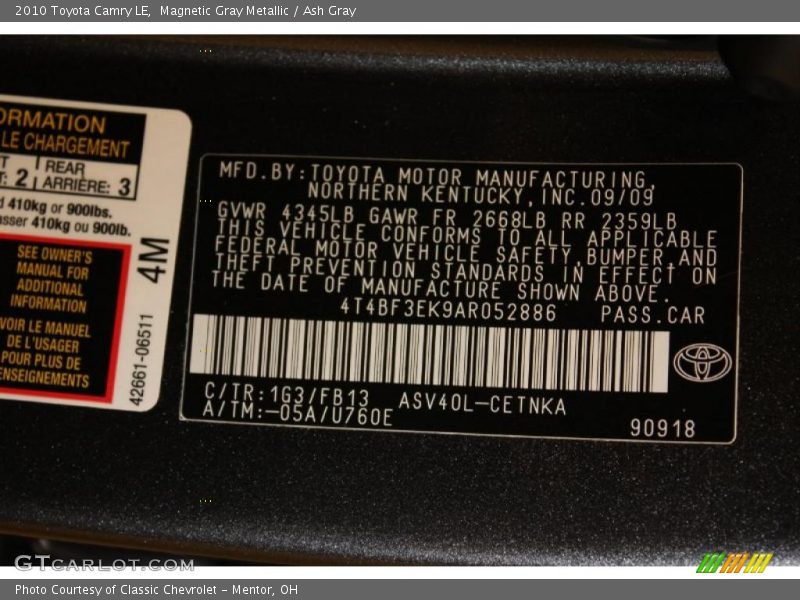 2010 Toyota Camry LE, Magnetic Gray Metallic / Ash Gray
ORMATION
LE CHARGEMENT
T : 2 | REAR
ARRIÈRE: 3
d 410kg or 900lbs.
asser 410kg ou 900lb.
SEE OWNER'S
MANUAL FOR
ADDITIONAL
INFORMATION
VOIR LE MANUEL
DE L'USAGER
POUR PLUS DE
ENSEIGNEMENTS
4M
42661-06511
MFD.BY:TOYOTA MOTOR MANUFACTURING,
NORTHERN KENTUCKY,INC.09/09
GVWR 4345LB GAWR FR 2668LB RR 2359LB
THIS VEHICLE CONFORMS TO ALL APPLICABLE
FEDERAL MOTOR VEHICLE SAFETY,BUMPER,AND
THEFT PREVENTION STANDARDS IN EFFECT ON
THE DATE OF MANUFACTURE SHOWN ABOVE.
4T4BF3EK9AR052886 PASS.CAR
C/TR:1G3/FB13 ASV40L-CETNKA
A/TM:-05A/U760E
90918
GTCARLOT.COM
Photo Courtesy of Classic Chevrolet - Mentor, OH